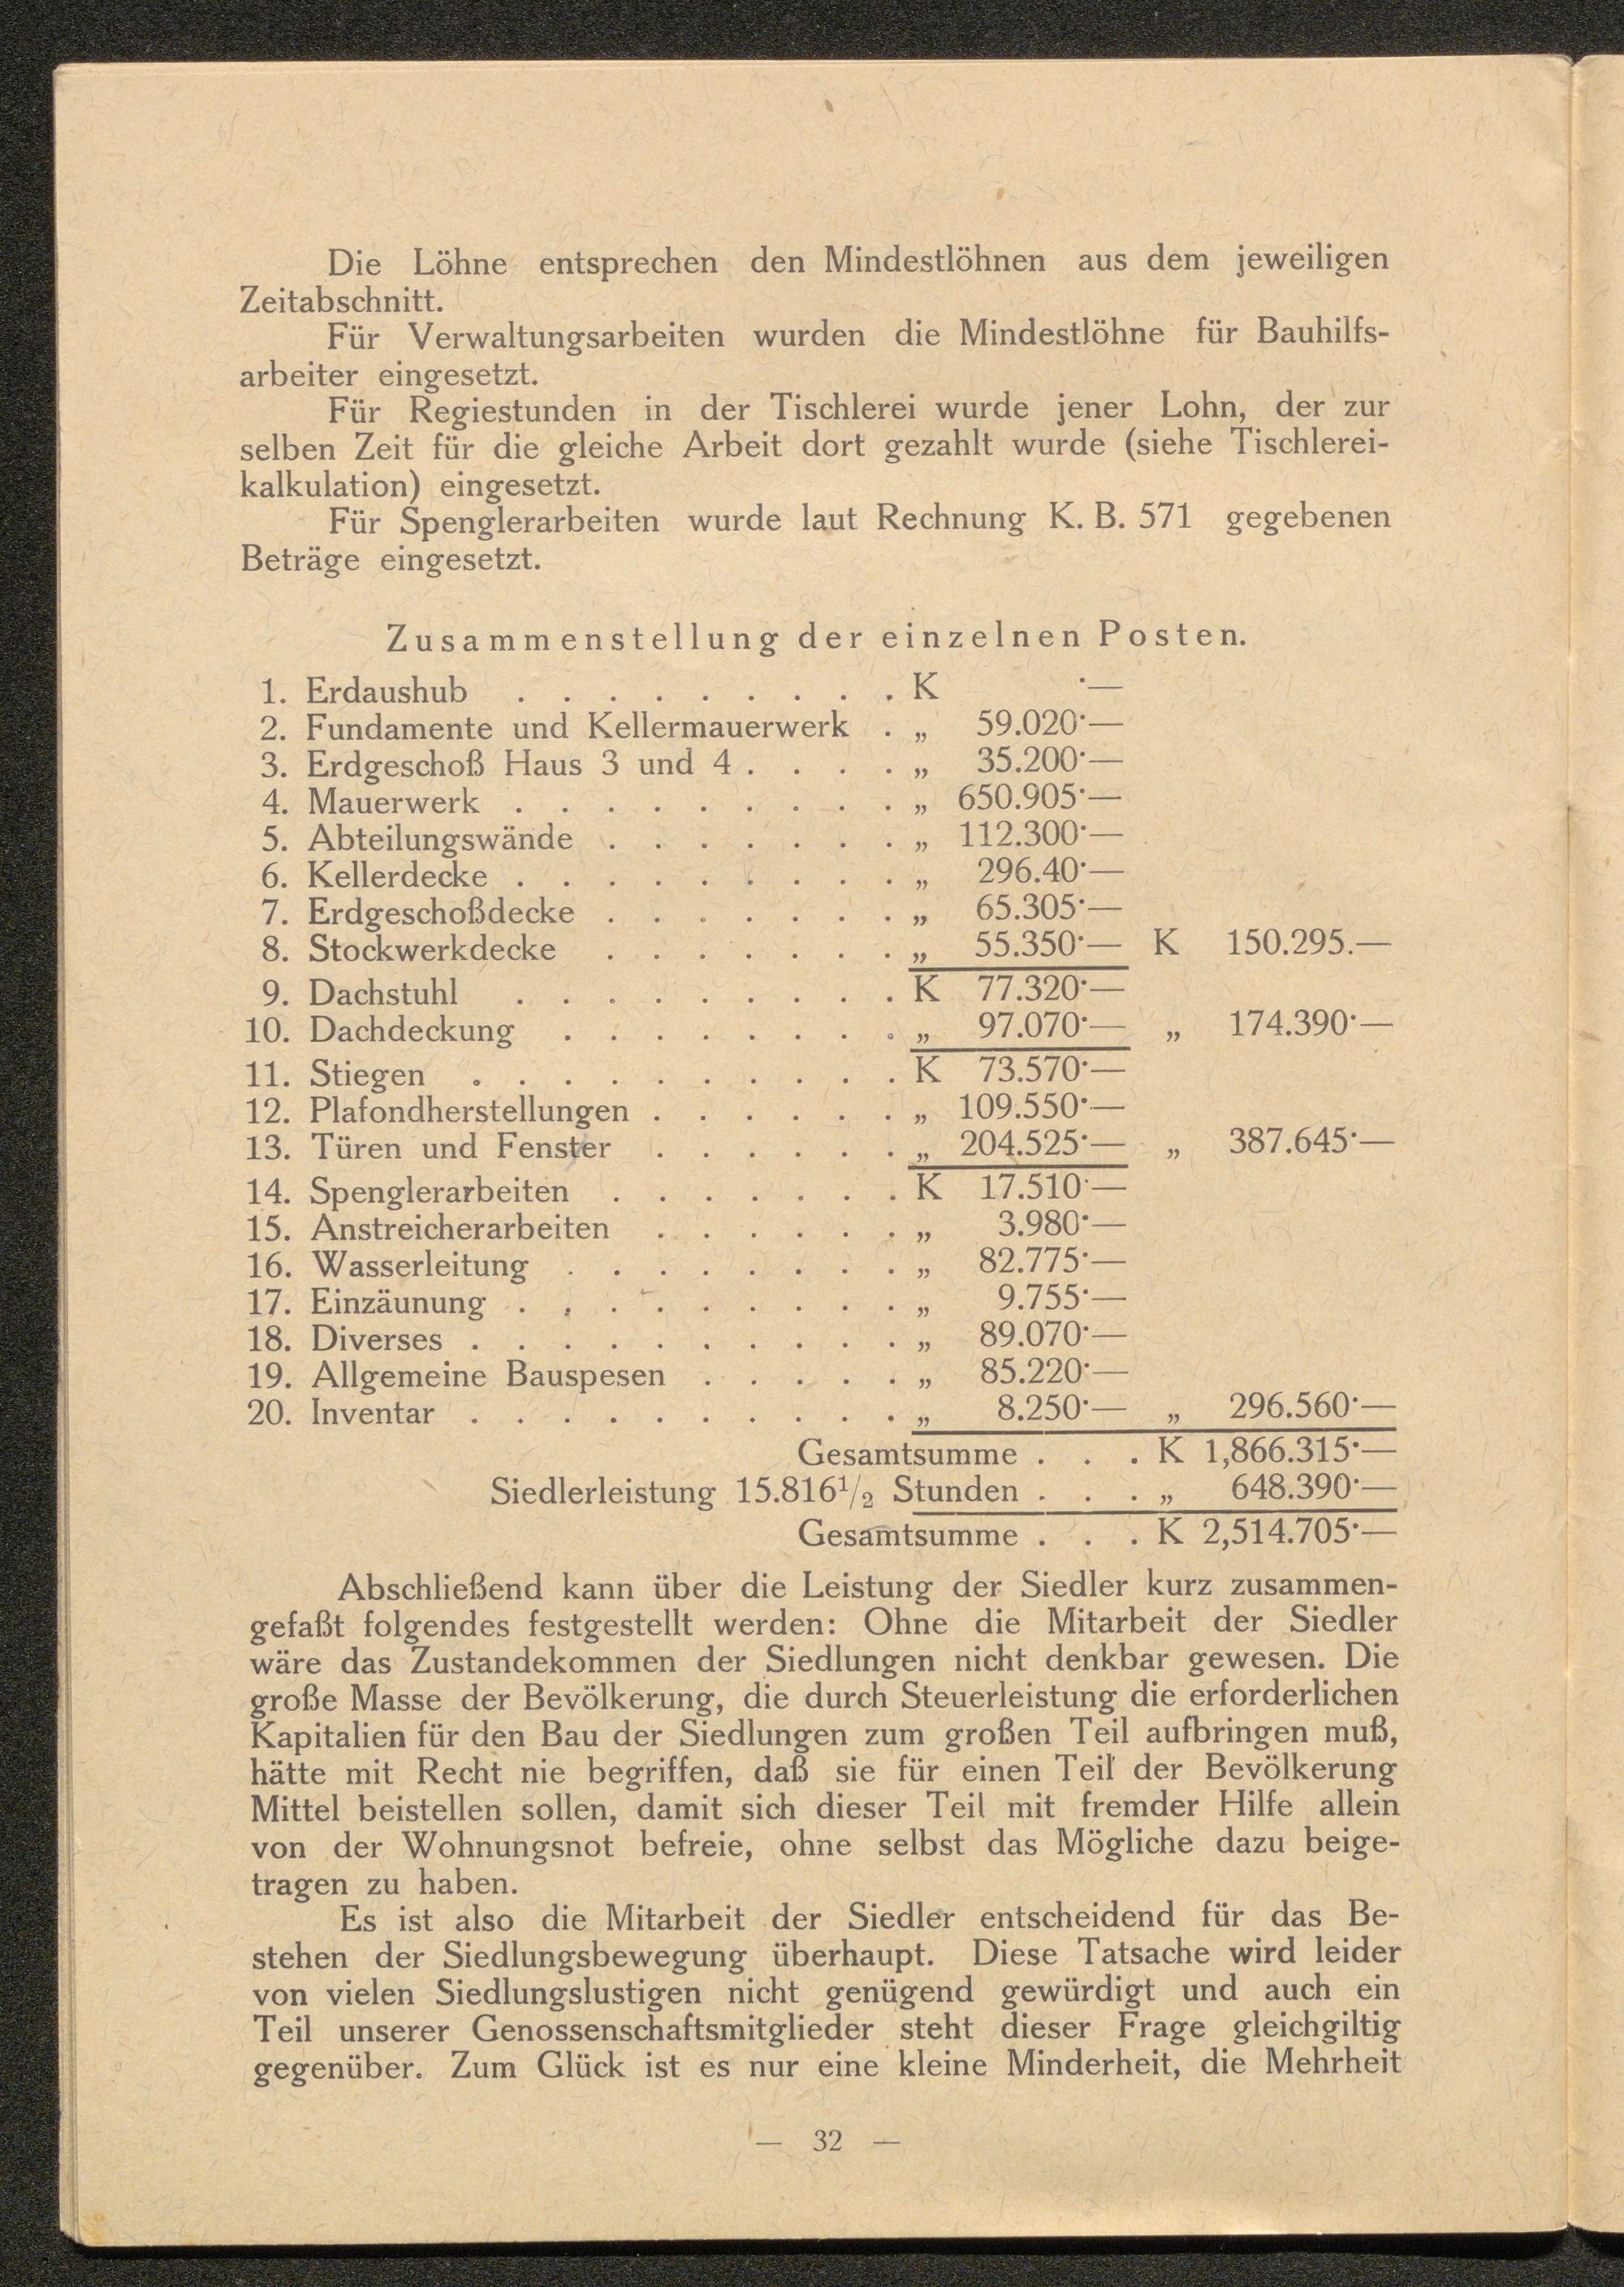 Die Löhne entsprechen den Mindestlöhnen aus dem jeweiligen
Zeitabschnitt.
Für Verwaltungsarbeiten wurden die Mindestlöhne für Bauhilfs-
arbeiter eingesetzt.
Für Regiestunden in der Tischlerei wurde jener Lohn, der zur
selben Zeit für die gleiche Arbeit dort gezahlt wurde (siehe Tischlerei-
kalkulation) eingesetzt.
Für Spenglerarbeiten wurde laut Rechnung K. B. 571 gegebenen
Beträge eingesetzt.
Zusammenstellung der einzelnen Posten.
1. Erdaushub . . . . . . . . . K ·—
2. Fundamente und Kellermauerwerk . „ 59.020·—
3. Erdgeschoß Haus 3 und 4 . . . . „ 35.200·—
4. Mauerwerk . . . . . . . . . „ 650.905·—
5. Abteilungswände . . . . . . . „ 112.300·—
6. Kellerdecke . . . . . . . . . „ 296.40·—
7. Erdgeschoßdecke . . . . . . . „ 65.305·—
8. Stockwerkdecke . . . . . . . „ 55.350·— K 150.295.—
9. Dachstuhl . . . . . . . . . K 77.320·—
10. Dachdeckung . . . . . . . . „ 97.070·— „ 174.390·—
11. Stiegen . . . . . . . . . . K 73.570·—
12. Plafondherstellungen . . . . . . „ 109.550·—
13. Türen und Fenster . . . . . . „ 204.525·— „ 387.645·—
14. Spenglerarbeiten . . . . . . . K 17.510·—
15. Anstreicherarbeiten . . . . . . „ 3.980·—
16. Wasserleitung . . . . . . . . „ 82.775·—
17. Einzäunung . . . . . . . . . „ 9.755·—
18. Diverses . . . . . . . . . . „ 89.070·—
19. Allgemeine Bauspesen . . . . . „ 85.220·—
20. Inventar . . . . . . . . . . „ 8.250·— „ 296.560·—
Gesamtsumme . . . K 1,866.315·—
Siedlerleistung 15.816½ Stunden . . . „ 648.390·—
Gesamtsumme . . . K 2,514.705·—
Abschließend kann über die Leistung der Siedler kurz zusammen-
gefaßt folgendes festgestellt werden: Ohne die Mitarbeit der Siedler
wäre das Zustandekommen der Siedlungen nicht denkbar gewesen. Die
große Masse der Bevölkerung, die durch Steuerleistung die erforderlichen
Kapitalien für den Bau der Siedlungen zum großen Teil aufbringen muß,
hätte mit Recht nie begriffen, daß sie für einen Teil der Bevölkerung
Mittel beistellen sollen, damit sich dieser Teil mit fremder Hilfe allein
von der Wohnungsnot befreie, ohne selbst das Mögliche dazu beige-
tragen zu haben.
Es ist also die Mitarbeit der Siedler entscheidend für das Be-
stehen der Siedlungsbewegung überhaupt. Diese Tatsache wird leider
von vielen Siedlungslustigen nicht genügend gewürdigt und auch ein
Teil unserer Genossenschaftsmitglieder steht dieser Frage gleichgiltig
gegenüber. Zum Glück ist es nur eine kleine Minderheit, die Mehrheit
— 32 —